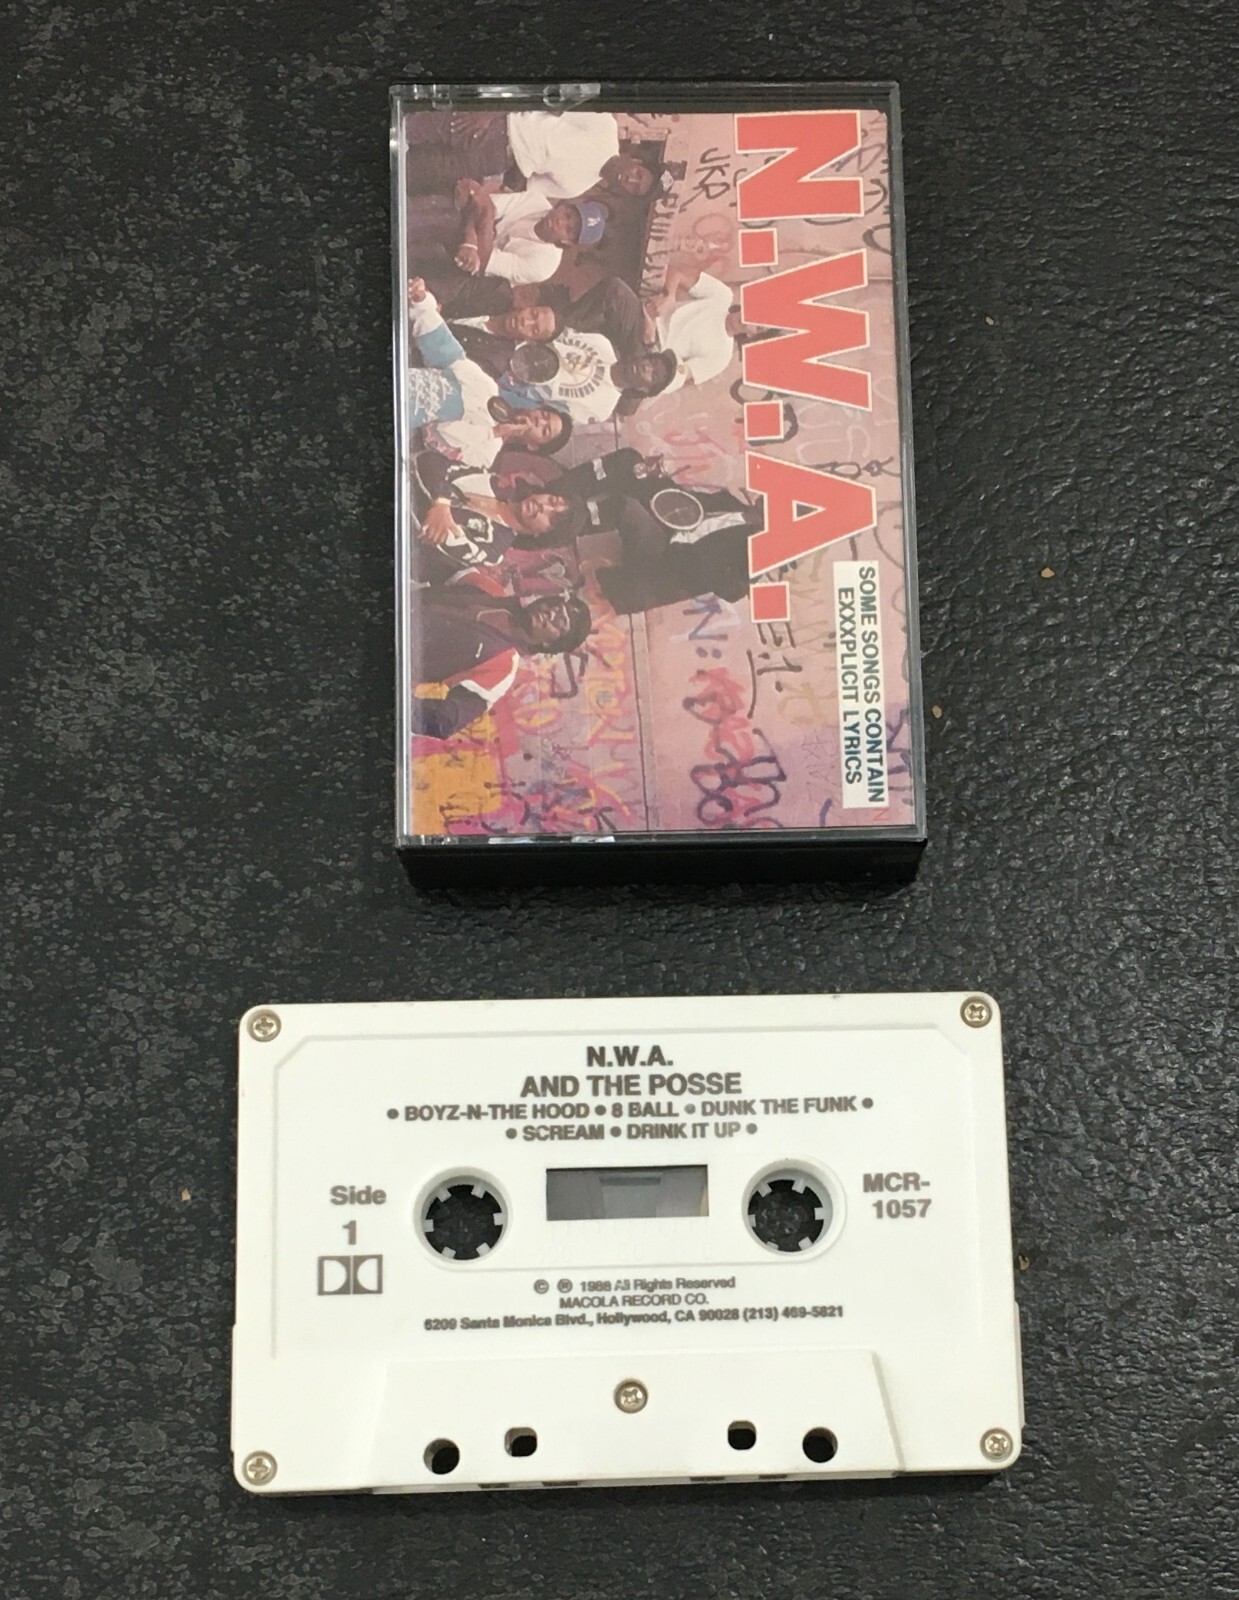 N.W.A.
SOME SONGS CONTAIN
EXXXPLICIT LYRICS
JKR
N.W.A.
AND THE POSSE
• BOYZ-N-THE HOOD • 8 BALL • DUNK THE FUNK •
• SCREAM • DRINK IT UP •
Side
1
MCR-
1057
© ® 1988 All Rights Reserved
MACOLA RECORD CO.
6209 Santa Monica Blvd., Hollywood, CA 90028 (213) 469-5821